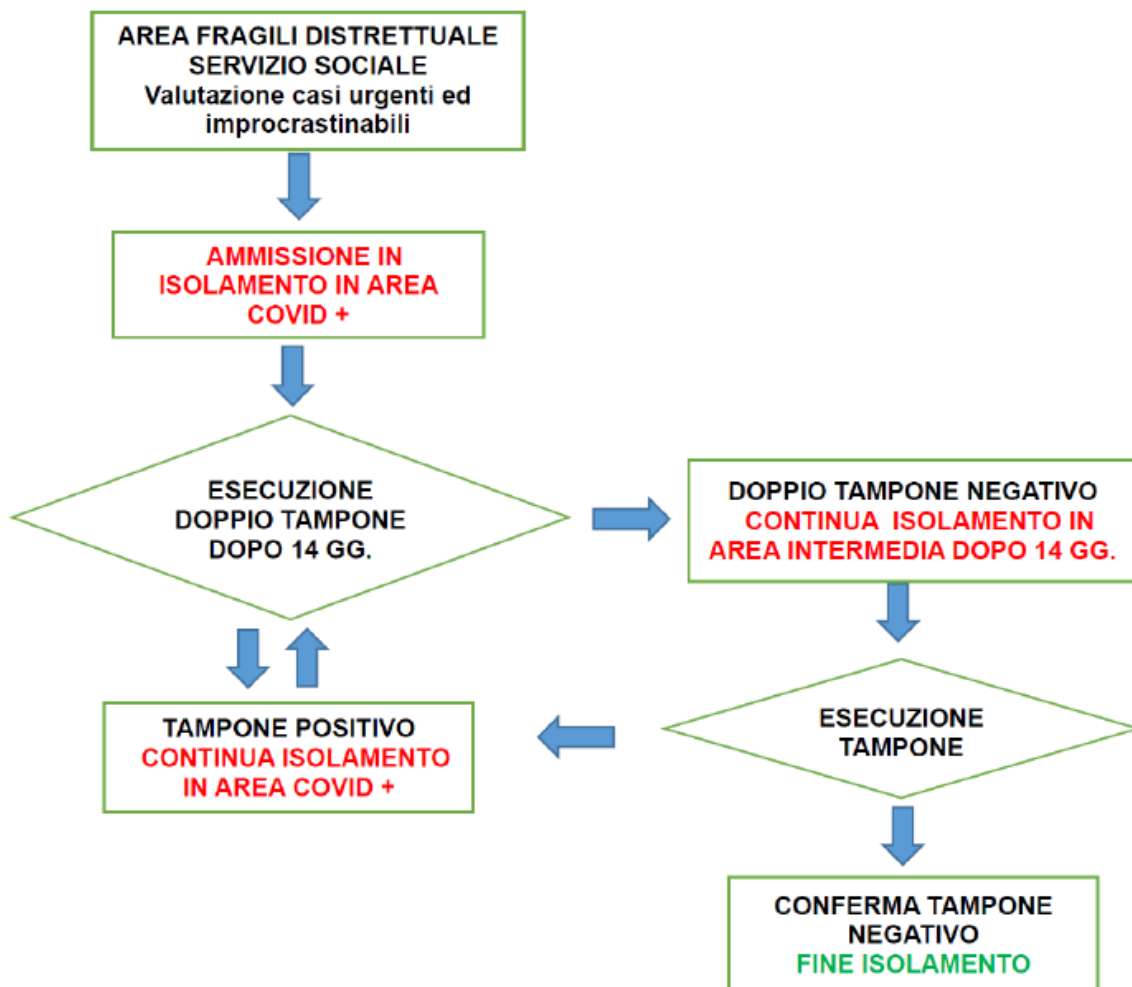 AREA FRAGILI DISTRETTUALE
SERVIZIO SOCIALE
Valutazione casi urgenti ed
improcrastinabili
AMMISSIONE IN
ISOLAMENTO IN AREA
COVID +
ESECUZIONE
DOPPIO TAMPONE
DOPO 14 GG.
DOPPIO TAMPONE NEGATIVO
CONTINUA ISOLAMENTO IN
AREA INTERMEDIA DOPO 14 GG.
TAMPONE POSITIVO
CONTINUA ISOLAMENTO
IN AREA COVID +
ESECUZIONE
TAMPONE
CONFERMA TAMPONE
NEGATIVO
FINE ISOLAMENTO